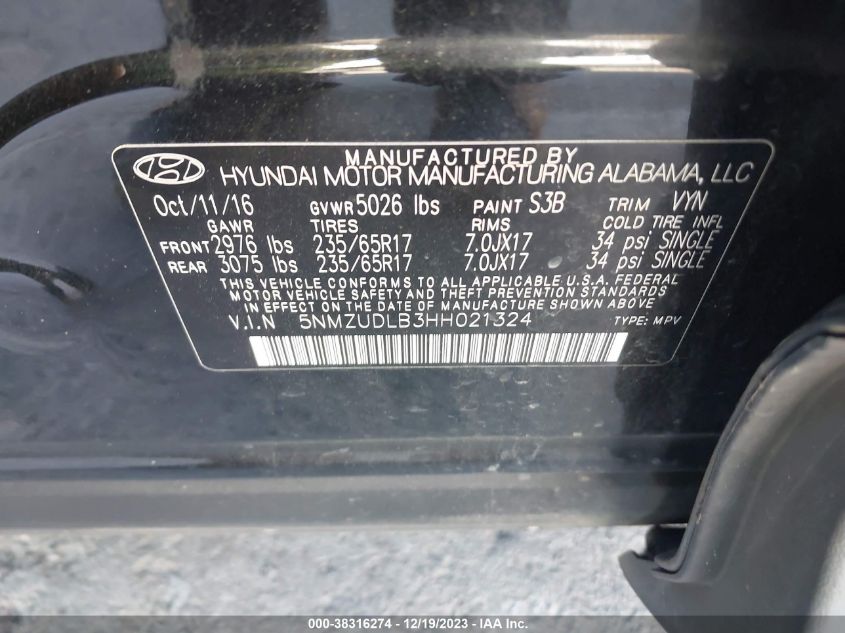 MANUFACTURED BY
HYUNDAI MOTOR MANUFACTURING ALABAMA, LLC
Oct/11/16 GVWR 5026 lbs PAINT S3B TRIM VYN
GAWR TIRES RIMS COLD TIRE INFL
FRONT 2976 lbs 235/65R17 7.0JX17 34 psi SINGLE
REAR 3075 lbs 235/65R17 7.0JX17 34 psi SINGLE
THIS VEHICLE CONFORMS TO ALL APPLICABLE U.S.A. FEDERAL
MOTOR VEHICLE SAFETY AND THEFT PREVENTION STANDARDS
IN EFFECT ON THE DATE OF MANUFACTURE SHOWN ABOVE
V.I.N 5NMZUDLB3HH021324 TYPE: MPV
000-38316274 - 12/19/2023 - IAA Inc.